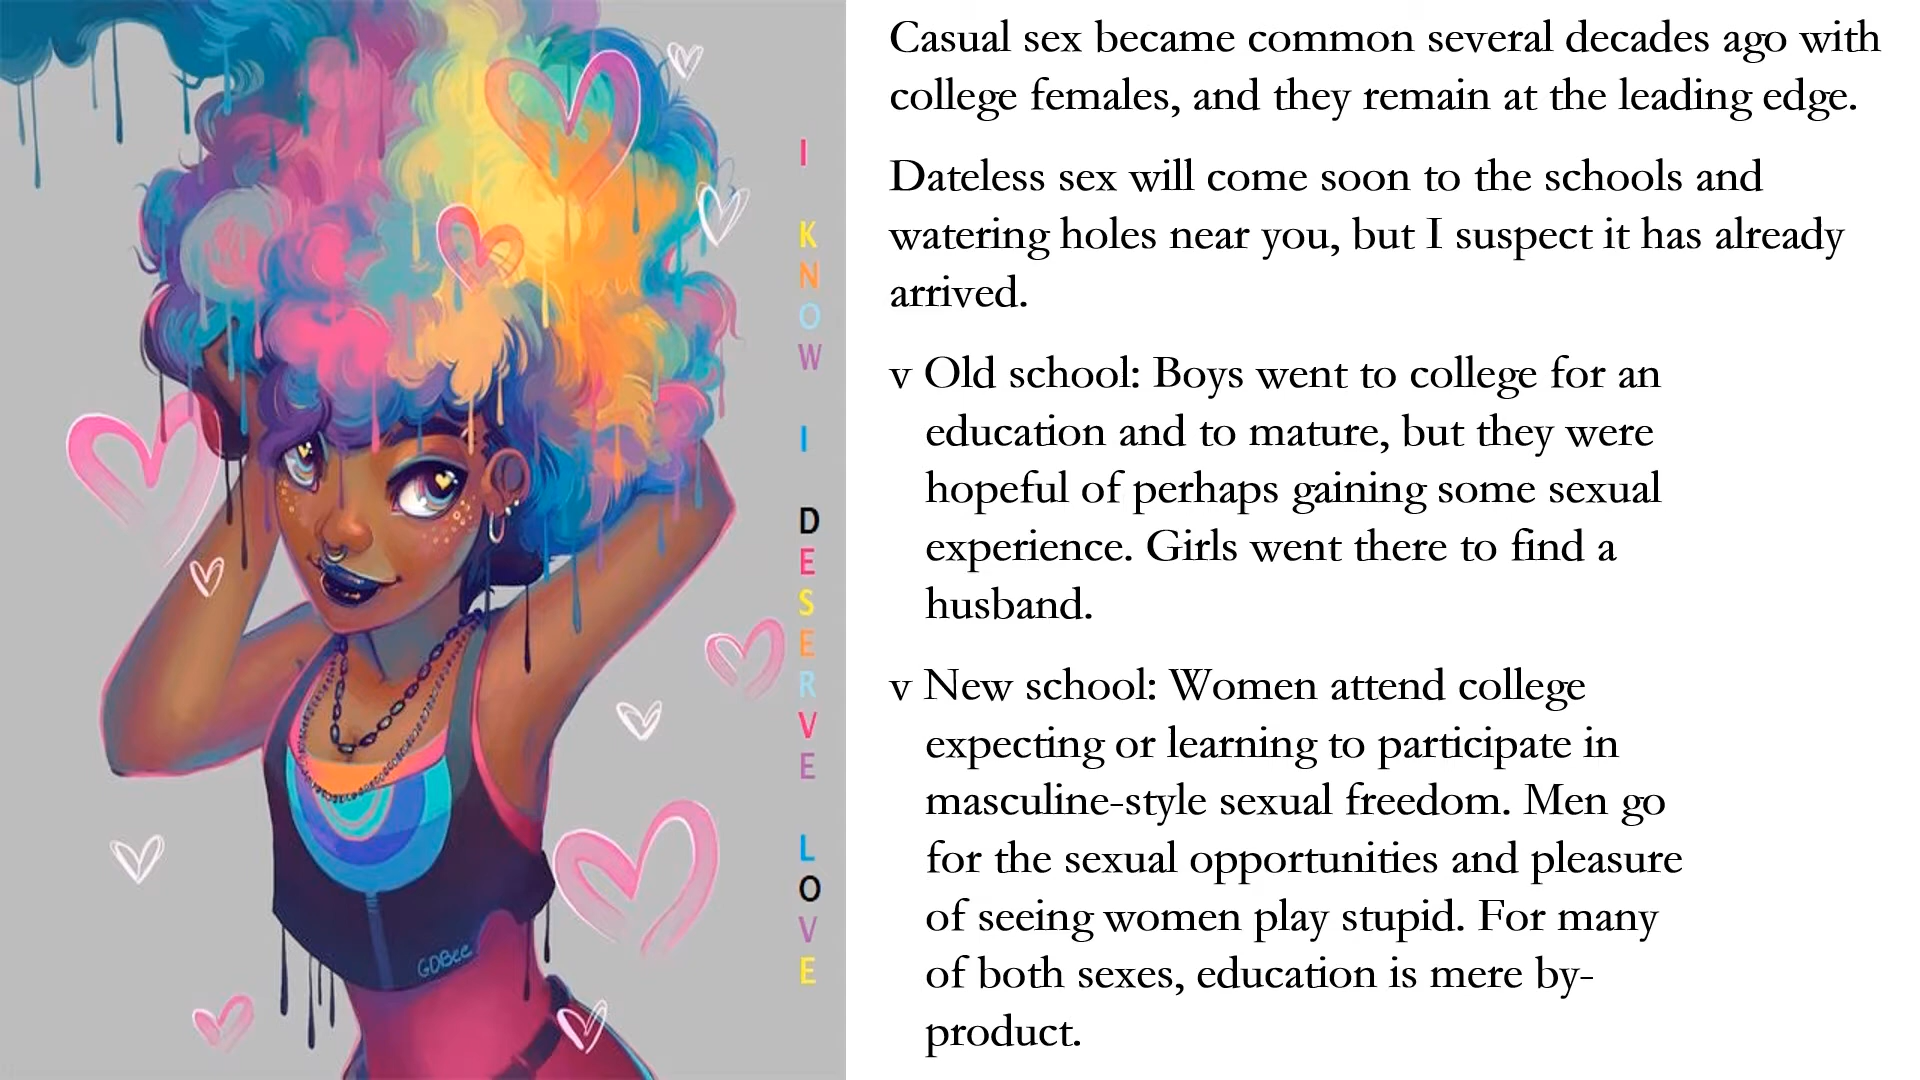 I KNOW I DESERVE LOVE
GDBee
Casual sex became common several decades ago with
college females, and they remain at the leading edge.
Dateless sex will come soon to the schools and
watering holes near you, but I suspect it has already
arrived.
v Old school: Boys went to college for an
education and to mature, but they were
hopeful of perhaps gaining some sexual
experience. Girls went there to find a
husband.
v New school: Women attend college
expecting or learning to participate in
masculine-style sexual freedom. Men go
for the sexual opportunities and pleasure
of seeing women play stupid. For many
of both sexes, education is mere by-
product.